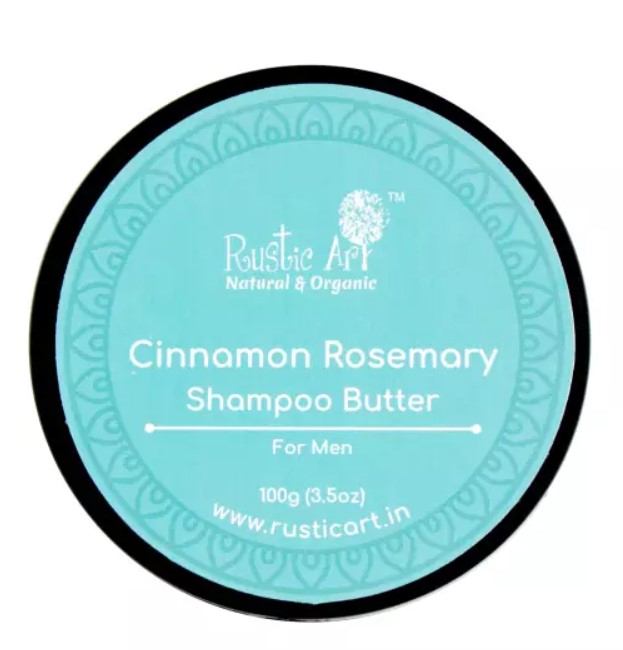 TM
Rustic Art
Natural & Organic
Cinnamon Rosemary
Shampoo Butter
For Men
100g (3.5oz)
www.rusticart.in